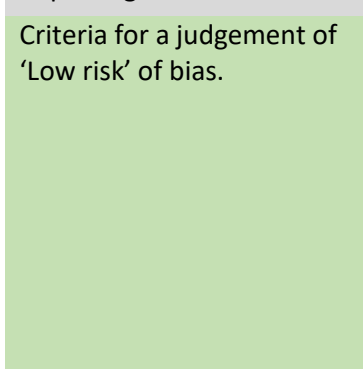 Criteria for a judgement of
‘Low risk’ of bias.